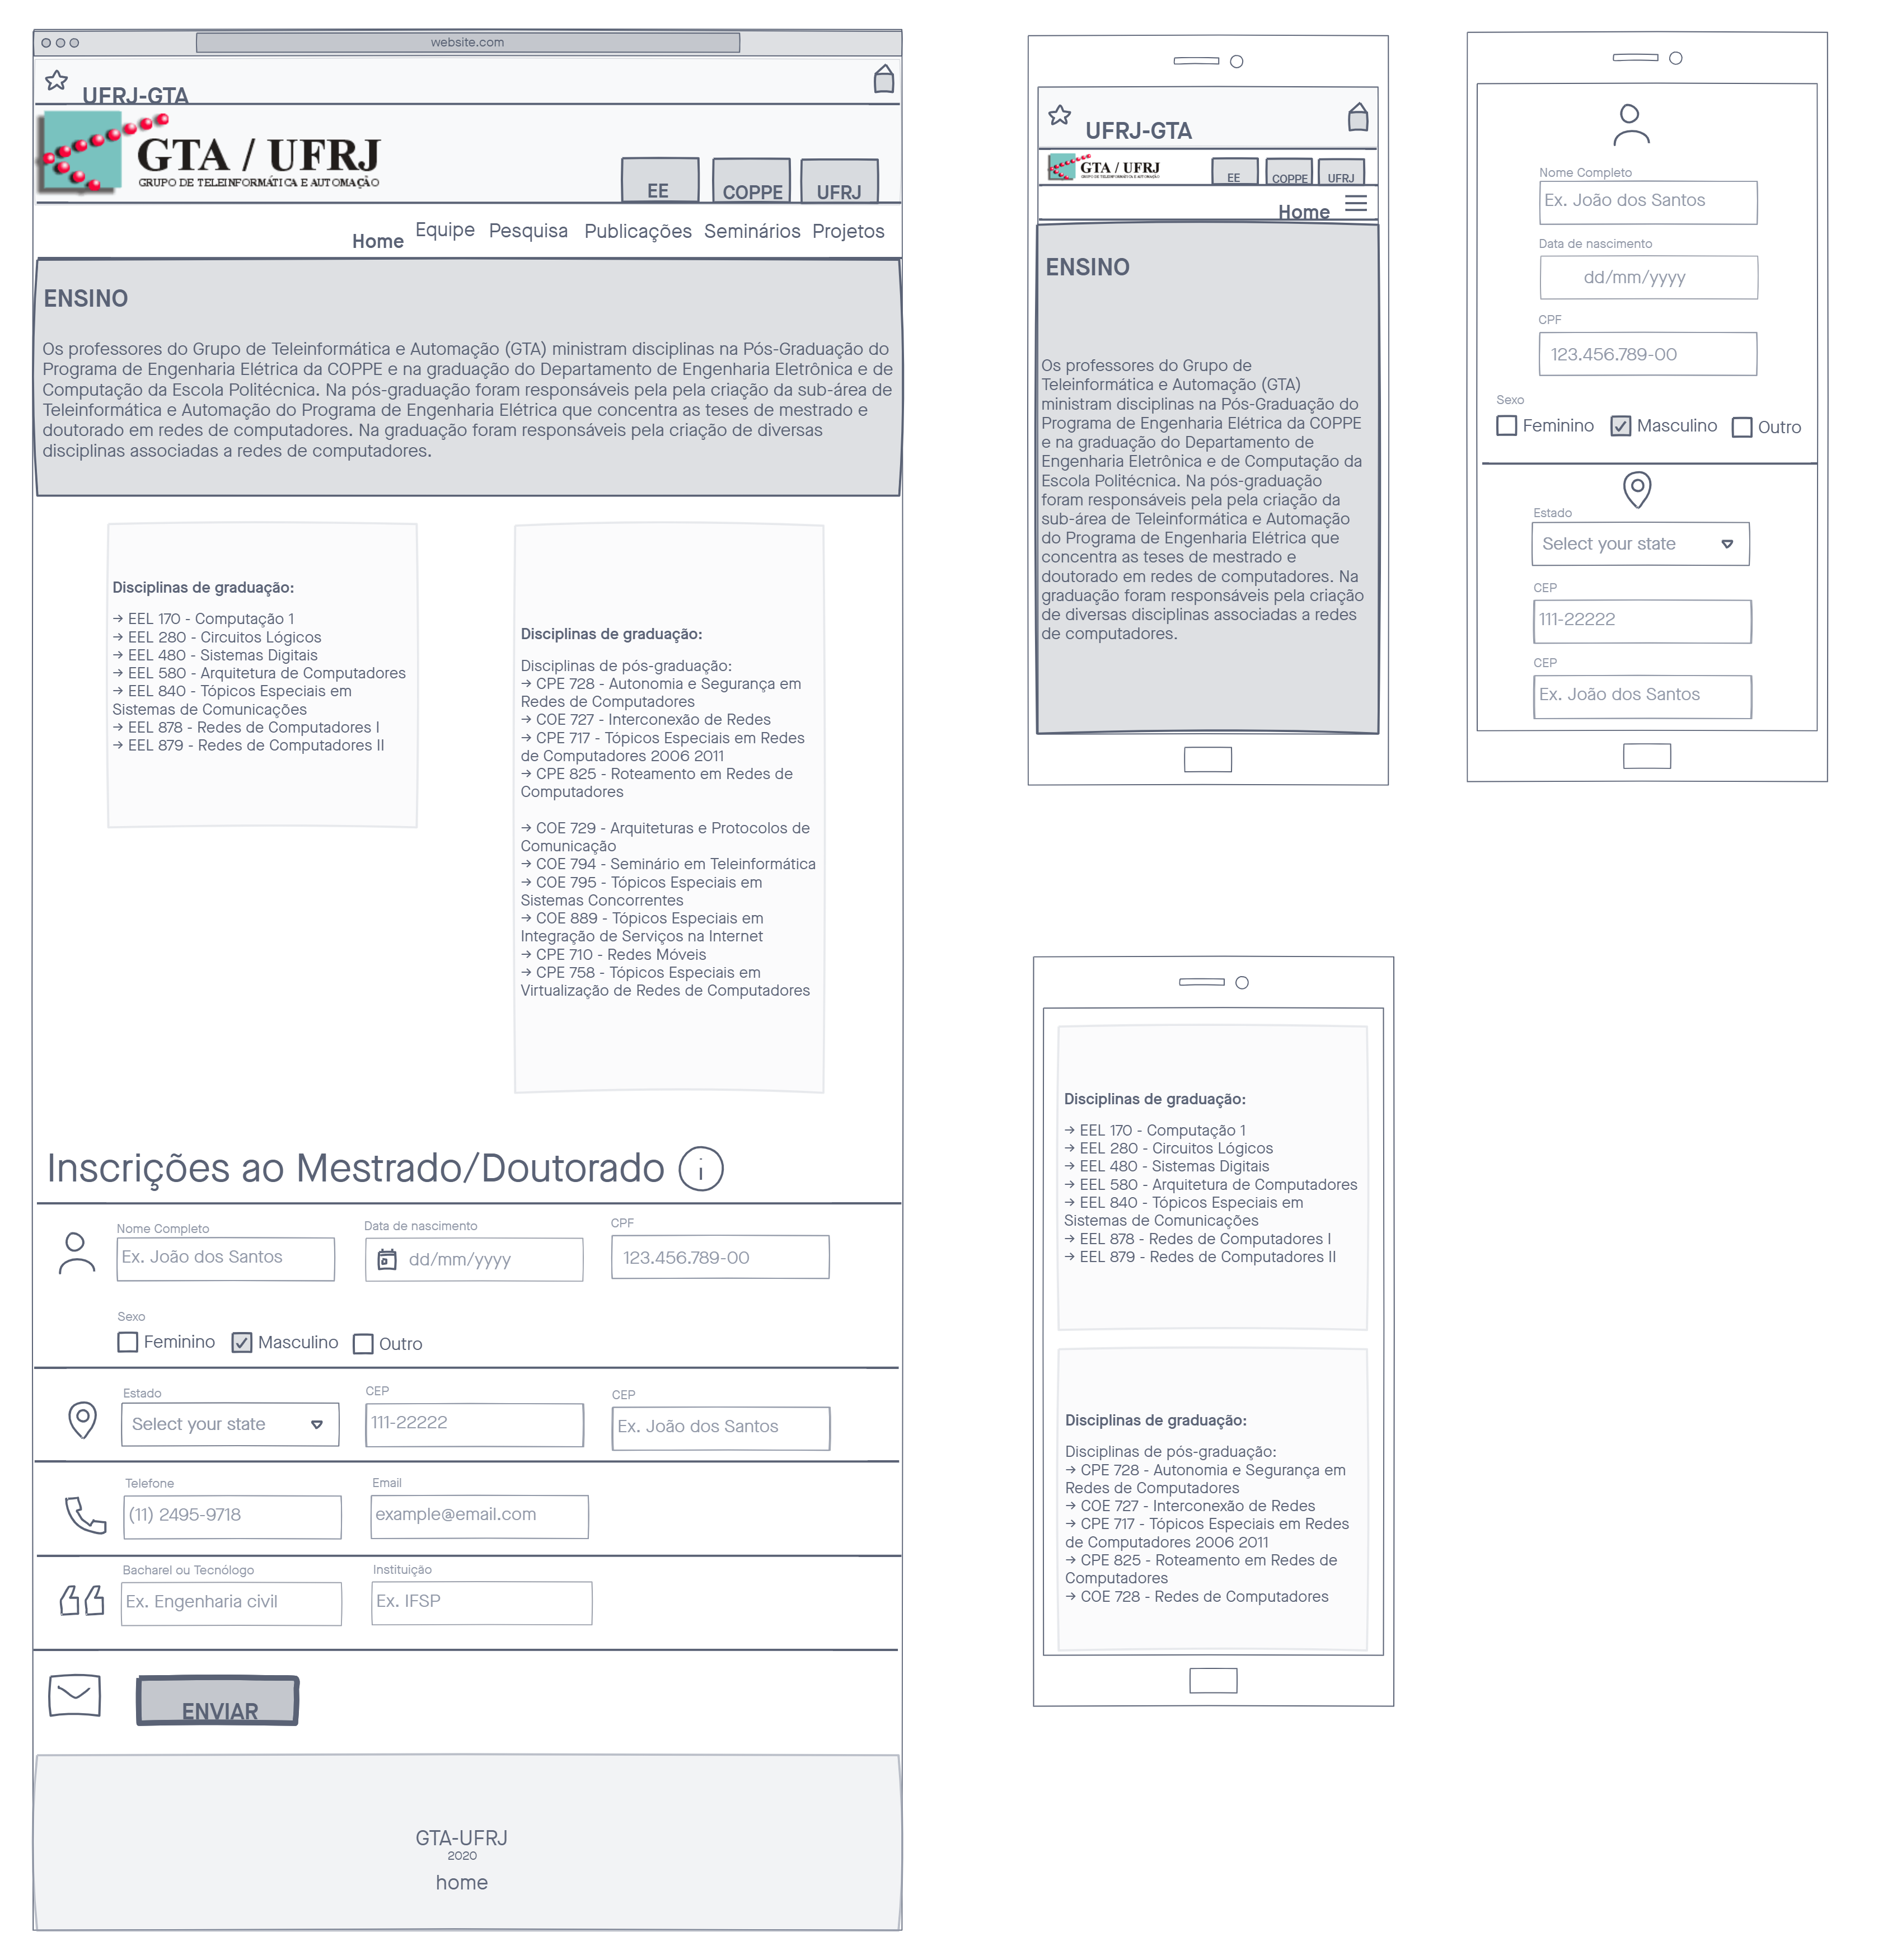 website.com
UFRJ-GTA
GTA / UFRJ
GRUPO DE TELEINFORMÁTICA E AUTOMAÇÃO
EE
COPPE
UFRJ
Home
Equipe
Pesquisa
Publicações
Seminários
Projetos
ENSINO
Os professores do Grupo de Teleinformática e Automação (GTA) ministram disciplinas na Pós-Graduação do
Programa de Engenharia Elétrica da COPPE e na graduação do Departamento de Engenharia Eletrônica e de
Computação da Escola Politécnica. Na pós-graduação foram responsáveis pela pela criação da sub-área de
Teleinformática e Automação do Programa de Engenharia Elétrica que concentra as teses de mestrado e
doutorado em redes de computadores. Na graduação foram responsáveis pela criação de diversas
disciplinas associadas a redes de computadores.
Disciplinas de graduação:
→ EEL 170 - Computação 1
→ EEL 280 - Circuitos Lógicos
→ EEL 480 - Sistemas Digitais
→ EEL 580 - Arquitetura de Computadores
→ EEL 840 - Tópicos Especiais em
Sistemas de Comunicações
→ EEL 878 - Redes de Computadores I
→ EEL 879 - Redes de Computadores II
Disciplinas de graduação:
Disciplinas de pós-graduação:
→ CPE 728 - Autonomia e Segurança em
Redes de Computadores
→ COE 727 - Interconexão de Redes
→ CPE 717 - Tópicos Especiais em Redes
de Computadores 2006 2011
→ CPE 825 - Roteamento em Redes de
Computadores
→ COE 729 - Arquiteturas e Protocolos de
Comunicação
→ COE 794 - Seminário em Teleinformática
→ COE 795 - Tópicos Especiais em
Sistemas Concorrentes
→ COE 889 - Tópicos Especiais em
Integração de Serviços na Internet
→ CPE 710 - Redes Móveis
→ CPE 758 - Tópicos Especiais em
Virtualização de Redes de Computadores
Inscrições ao Mestrado/Doutorado i
Nome Completo
Ex. João dos Santos
Data de nascimento
dd/mm/yyyy
CPF
123.456.789-00
Sexo
Feminino
Masculino
Outro
Estado
Select your state
CEP
111-22222
CEP
Ex. João dos Santos
Telefone
(11) 2495-9718
Email
example@email.com
Bacharel ou Tecnólogo
Ex. Engenharia civil
Instituição
Ex. IFSP
ENVIAR
GTA-UFRJ
2020
home
UFRJ-GTA
GTA / UFRJ
GRUPO DE TELEINFORMÁTICA E AUTOMAÇÃO
EE
COPPE
UFRJ
Home
ENSINO
Os professores do Grupo de
Teleinformática e Automação (GTA)
ministram disciplinas na Pós-Graduação do
Programa de Engenharia Elétrica da COPPE
e na graduação do Departamento de
Engenharia Eletrônica e de Computação da
Escola Politécnica. Na pós-graduação
foram responsáveis pela pela criação da
sub-área de Teleinformática e Automação
do Programa de Engenharia Elétrica que
concentra as teses de mestrado e
doutorado em redes de computadores. Na
graduação foram responsáveis pela criação
de diversas disciplinas associadas a redes
de computadores.
Nome Completo
Ex. João dos Santos
Data de nascimento
dd/mm/yyyy
CPF
123.456.789-00
Sexo
Feminino
Masculino
Outro
Estado
Select your state
CEP
111-22222
CEP
Ex. João dos Santos
Disciplinas de graduação:
→ EEL 170 - Computação 1
→ EEL 280 - Circuitos Lógicos
→ EEL 480 - Sistemas Digitais
→ EEL 580 - Arquitetura de Computadores
→ EEL 840 - Tópicos Especiais em
Sistemas de Comunicações
→ EEL 878 - Redes de Computadores I
→ EEL 879 - Redes de Computadores II
Disciplinas de graduação:
Disciplinas de pós-graduação:
→ CPE 728 - Autonomia e Segurança em
Redes de Computadores
→ COE 727 - Interconexão de Redes
→ CPE 717 - Tópicos Especiais em Redes
de Computadores 2006 2011
→ CPE 825 - Roteamento em Redes de
Computadores
→ COE 728 - Redes de Computadores